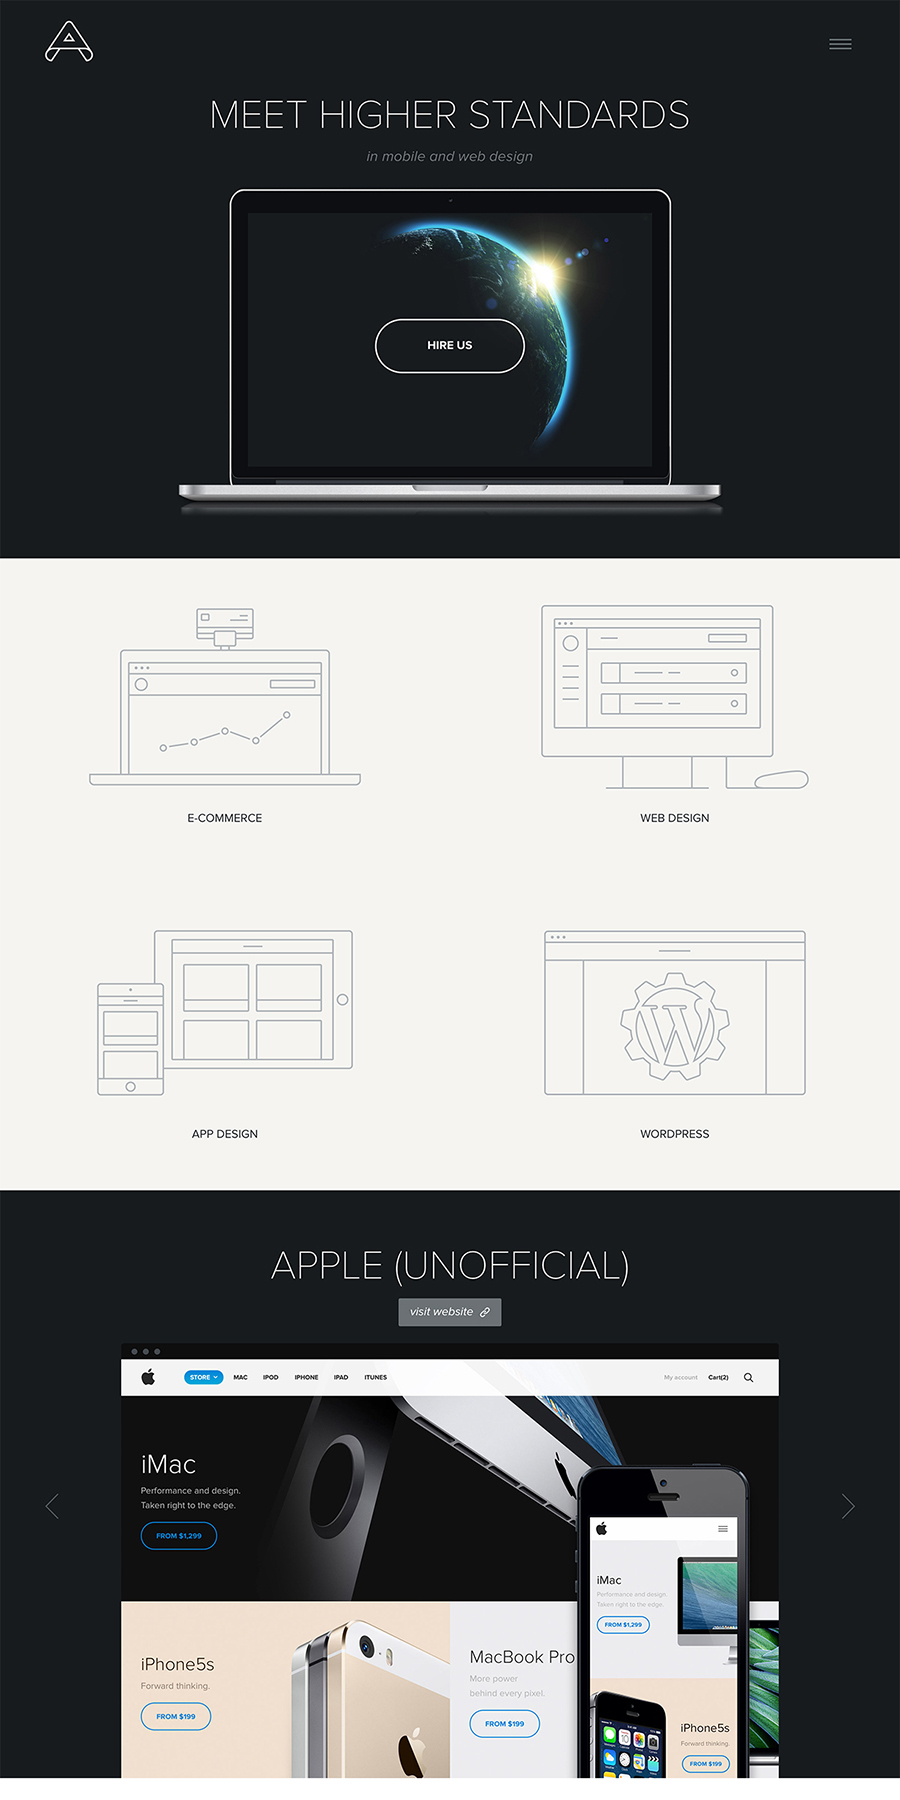 MEET HIGHER STANDARDS
in mobile and web design
HIRE US
E-COMMERCE
WEB DESIGN
APP DESIGN
WORDPRESS
APPLE (UNOFFICIAL)
visit website
STORE MAC IPOD IPHONE IPAD ITUNES My account Cart(2)
iMac
Performance and design.
Taken right to the edge.
FROM $1,299
iMac
Performance and design.
Taken right to the edge.
FROM $1,299
iPhone5s
Forward thinking.
FROM $199
MacBook Pro
More power
behind every pixel.
FROM $199
iPhone5s
Forward thinking.
FROM $199